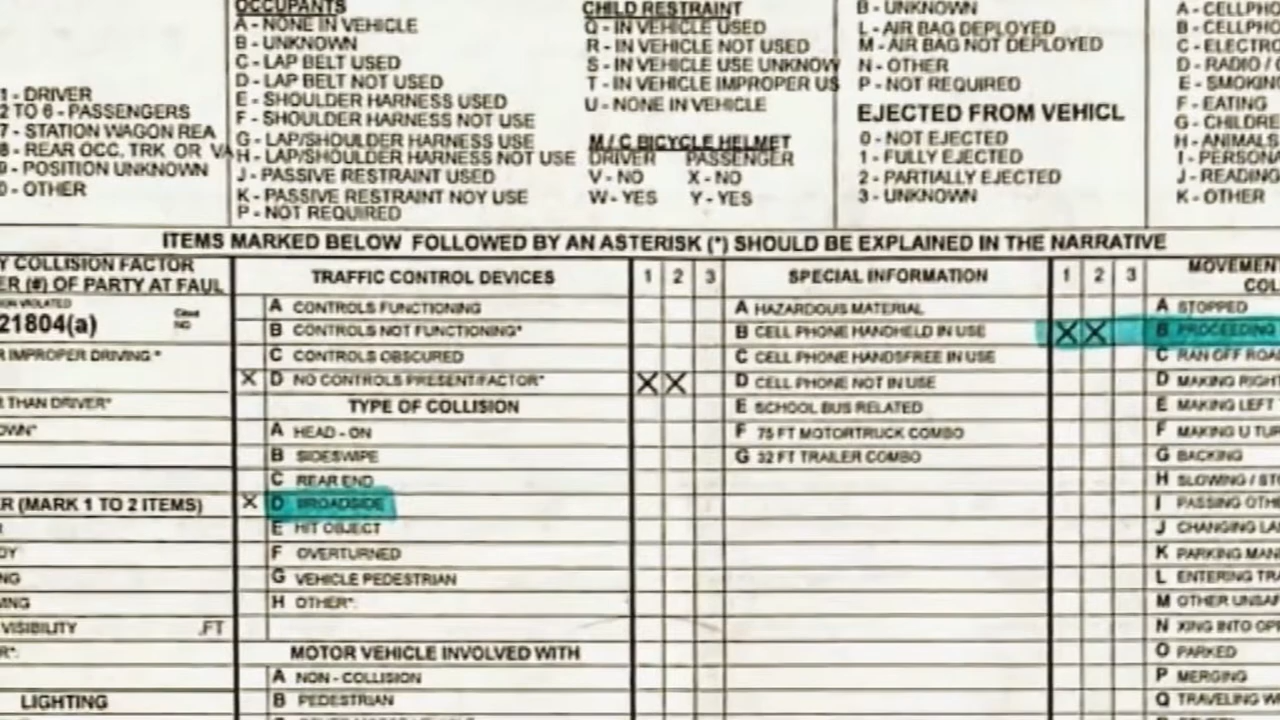 OCCUPANTS
A - NONE IN VEHICLE
B - UNKNOWN
C - LAP BELT USED
D - LAP BELT NOT USED
E - SHOULDER HARNESS USED
F - SHOULDER HARNESS NOT USE
G - LAP/SHOULDER HARNESS USE
H - LAP/SHOULDER HARNESS NOT USE
J - PASSIVE RESTRAINT USED
K - PASSIVE RESTRAINT NOY USE
P - NOT REQUIRED
1 - DRIVER
2 TO 6 - PASSENGERS
7 - STATION WAGON REA
8 - REAR OCC. TRK OR VA
9 - POSITION UNKNOWN
0 - OTHER
CHILD RESTRAINT
Q - IN VEHICLE USED
R - IN VEHICLE NOT USED
S - IN VEHICLE USE UNKNOW
T - IN VEHICLE IMPROPER US
U - NONE IN VEHICLE
M / C BICYCLE HELMET
DRIVER PASSENGER
V - NO X - NO
W - YES Y - YES
B - UNKNOWN
L - AIR BAG DEPLOYED
M - AIR BAG NOT DEPLOYED
N - OTHER
P - NOT REQUIRED
EJECTED FROM VEHICL
0 - NOT EJECTED
1 - FULLY EJECTED
2 - PARTIALLY EJECTED
3 - UNKNOWN
A - CELLPHO
B - CELLPHO
C - ELECTRO
D - RADIO / C
E - SMOKING
F - EATING
G - CHILDRE
H - ANIMALS
I - PERSONA
J - READING
K - OTHER
ITEMS MARKED BELOW FOLLOWED BY AN ASTERISK (*) SHOULD BE EXPLAINED IN THE NARRATIVE
Y COLLISION FACTOR
ER (#) OF PARTY AT FAUL
21804(a)
R IMPROPER DRIVING *
R THAN DRIVER*
OWN*
ER (MARK 1 TO 2 ITEMS)
VISIBILITY .FT
LIGHTING
TRAFFIC CONTROL DEVICES
A CONTROLS FUNCTIONING
B CONTROLS NOT FUNCTIONING*
C CONTROLS OBSCURED
X D NO CONTROLS PRESENT/FACTOR*
TYPE OF COLLISION
A HEAD - ON
B SIDESWIPE
C REAR END
X D BROADSIDE
E HIT OBJECT
F OVERTURNED
G VEHICLE PEDESTRIAN
H OTHER*:
MOTOR VEHICLE INVOLVED WITH
A NON - COLLISION
B PEDESTRIAN
1 2 3 SPECIAL INFORMATION
A HAZARDOUS MATERIAL
B CELL PHONE HANDHELD IN USE
C CELL PHONE HANDSFREE IN USE
X X D CELL PHONE NOT IN USE
E SCHOOL BUS RELATED
F 75 FT MOTORTRUCK COMBO
G 32 FT TRAILER COMBO
1 2 3 MOVEMEN
COL
A STOPPED
X X B PROCEEDING
C RAN OFF ROA
D MAKING RIGH
E MAKING LEFT
F MAKING U TUR
G BACKING
H SLOWING / STO
I PASSING OTHE
J CHANGING LA
K PARKING MAN
L ENTERING TRA
M OTHER UNSAF
N XING INTO OPP
O PARKED
P MERGING
Q TRAVELING W